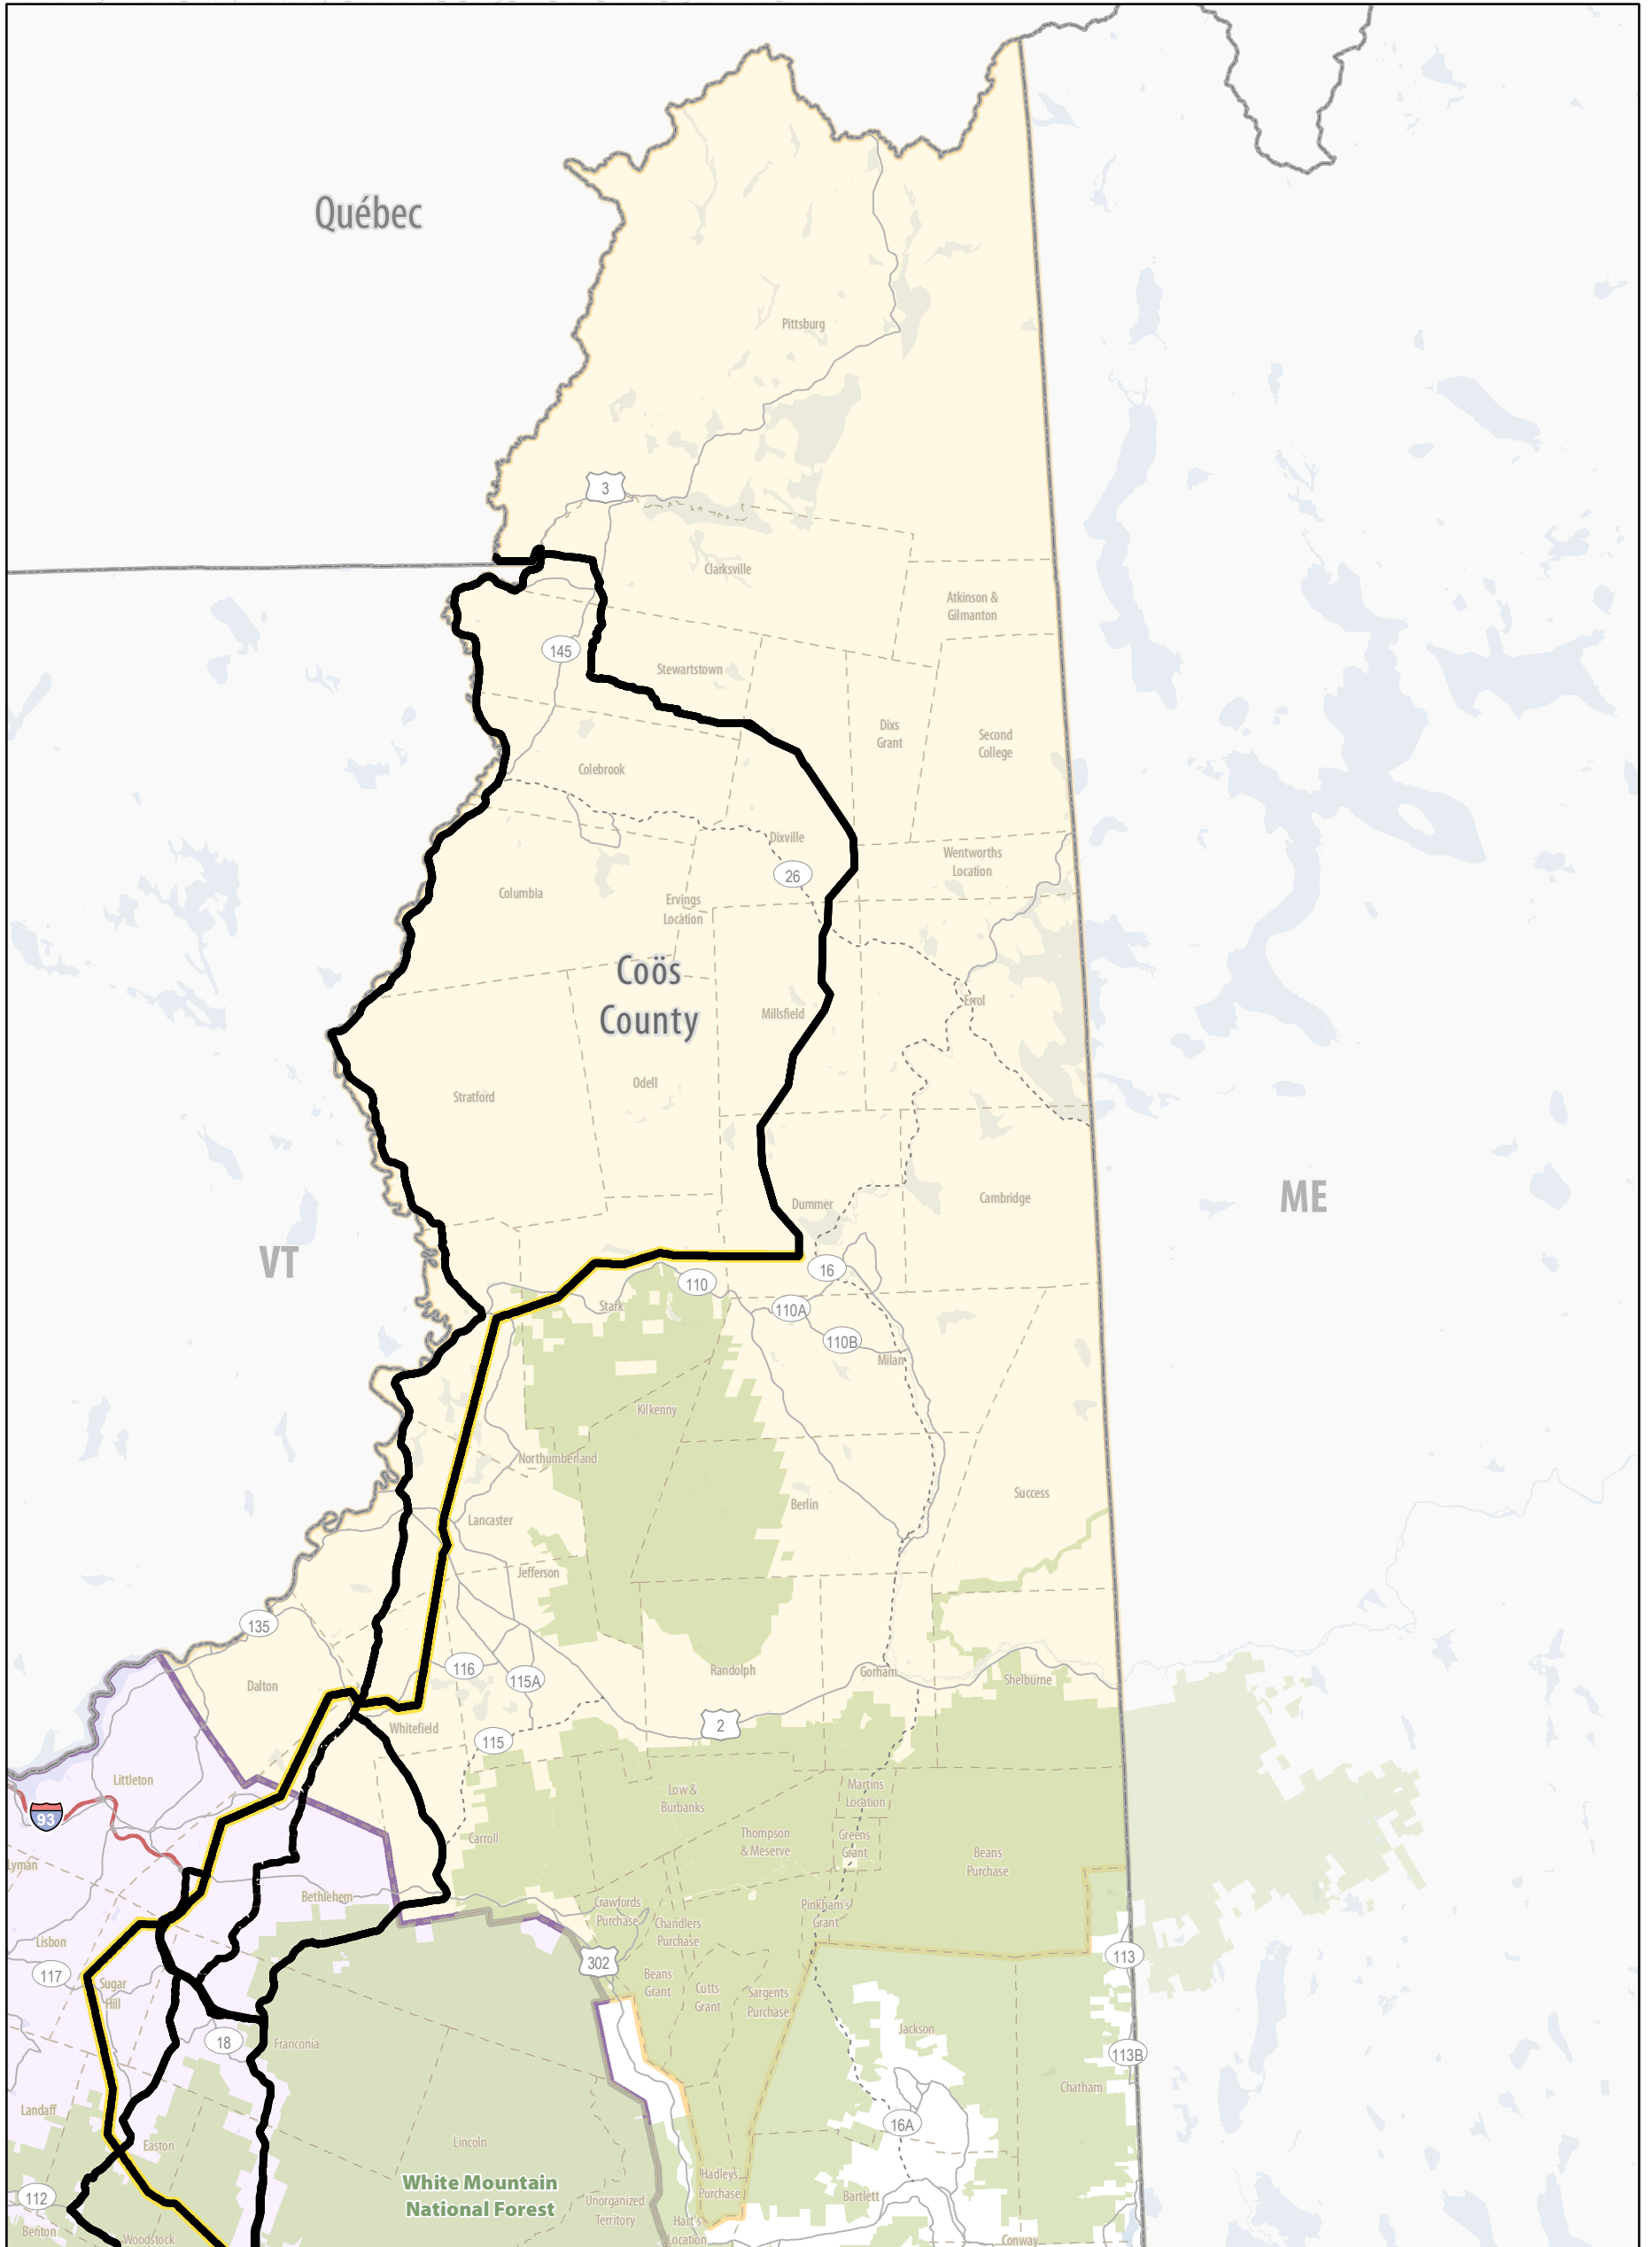 Québec
Pittsburg
3
Clarksville
Atkinson &
Gilmanton
145
Stewartstown
Dixs
Grant
Second
College
Colebrook
Dixville
Wentworths
Location
26
Columbia
Ervings
Location
Coös
County
Errol
Millsfield
Odell
Stratford
ME
Cambridge
Dummer
VT
16
110
Stark
110A
110B
Milan
Kilkenny
Northumberland
Success
Berlin
Lancaster
Jefferson
135
116
Randolph
Gorham
115A
Shelburne
Dalton
2
Whitefield
115
Littleton
Low &
Burbanks
Martins
Location
93
Thompson
& Meserve
Greens
Grant
Carroll
Beans
Purchase
Lyman
Bethlehem
Crawfords
Purchase
Pinkham's
Grant
Chandlers
Purchase
Lisbon
113
302
117
Sugar
Hill
Beans
Grant
Cutts
Grant
Sargents
Purchase
18
Franconia
Jackson
113B
Chatham
Landaff
16A
Easton
Lincoln
White Mountain
National Forest
Hadleys
Purchase
112
Bartlett
Unorganized
Territory
Benton
Woodstock
Hart's
Location
Conway